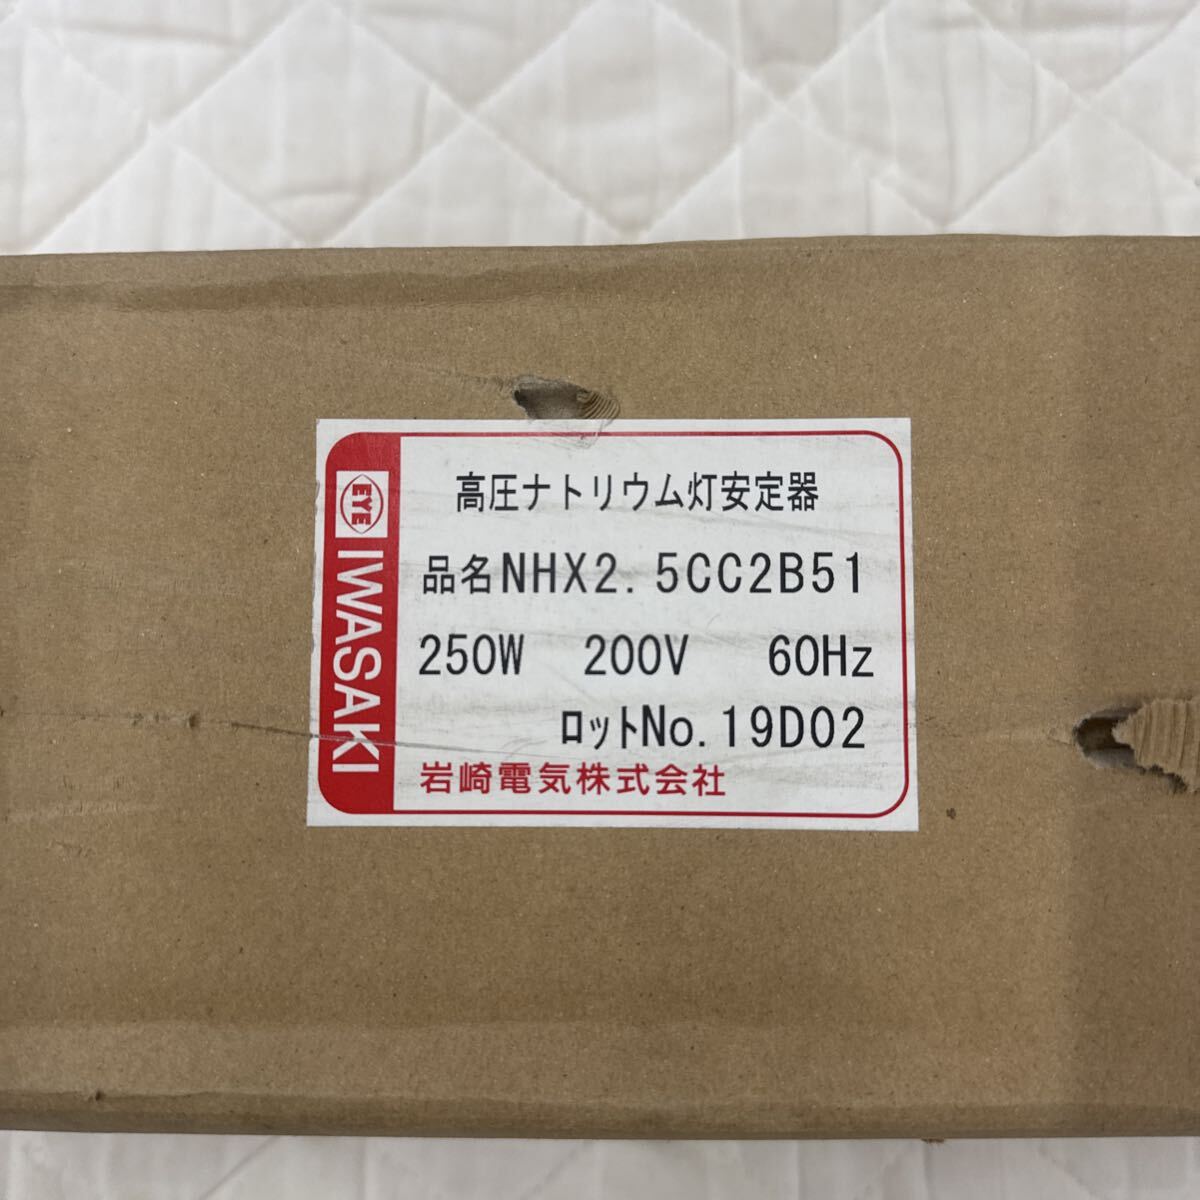 EYE IWASAKI
高圧ナトリウム灯安定器
品名NHX2.5CC2B51
250W 200V 60Hz
ロットNo.19D02
岩崎電気株式会社